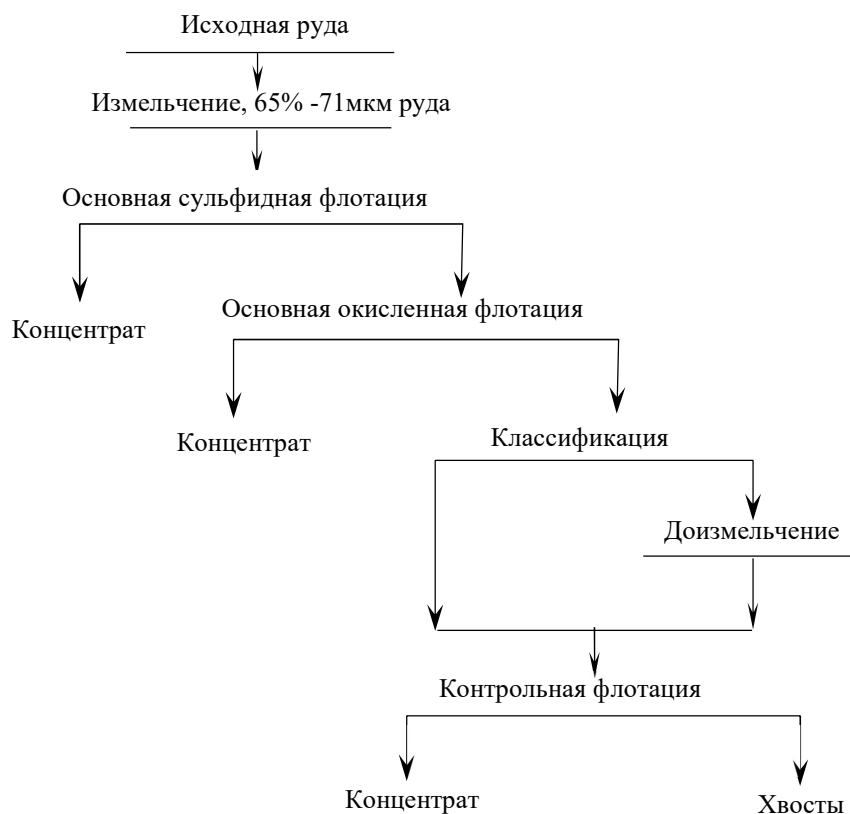 Исходная руда
Измельчение, 65% -71мкм руда
Основная сульфидная флотация
Основная окисленная флотация
Концентрат
Концентрат
Классификация
Доизмельчение
Контрольная флотация
Концентрат
Хвосты